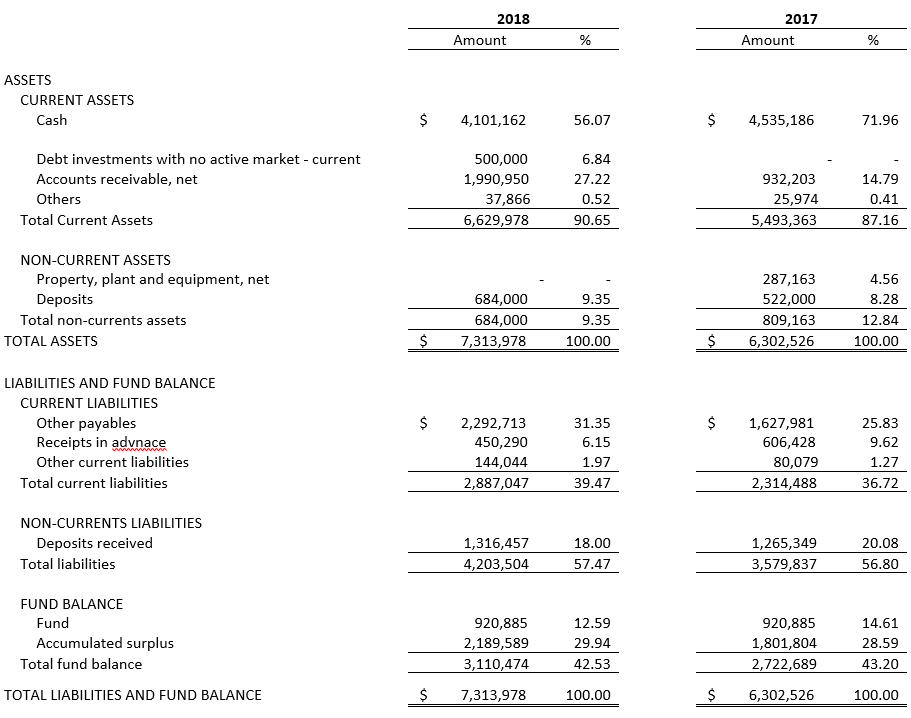 2018 2017
Amount % Amount %
ASSETS
CURRENT ASSETS
Cash $ 4,101,162 56.07 $ 4,535,186 71.96
Debt investments with no active market - current 500,000 6.84 - -
Accounts receivable, net 1,990,950 27.22 932,203 14.79
Others 37,866 0.52 25,974 0.41
Total Current Assets 6,629,978 90.65 5,493,363 87.16
NON-CURRENT ASSETS
Property, plant and equipment, net - - 287,163 4.56
Deposits 684,000 9.35 522,000 8.28
Total non-currents assets 684,000 9.35 809,163 12.84
TOTAL ASSETS $ 7,313,978 100.00 $ 6,302,526 100.00
LIABILITIES AND FUND BALANCE
CURRENT LIABILITIES
Other payables $ 2,292,713 31.35 $ 1,627,981 25.83
Receipts in advnace 450,290 6.15 606,428 9.62
Other current liabilities 144,044 1.97 80,079 1.27
Total current liabilities 2,887,047 39.47 2,314,488 36.72
NON-CURRENTS LIABILITIES
Deposits received 1,316,457 18.00 1,265,349 20.08
Total liabilities 4,203,504 57.47 3,579,837 56.80
FUND BALANCE
Fund 920,885 12.59 920,885 14.61
Accumulated surplus 2,189,589 29.94 1,801,804 28.59
Total fund balance 3,110,474 42.53 2,722,689 43.20
TOTAL LIABILITIES AND FUND BALANCE $ 7,313,978 100.00 $ 6,302,526 100.00